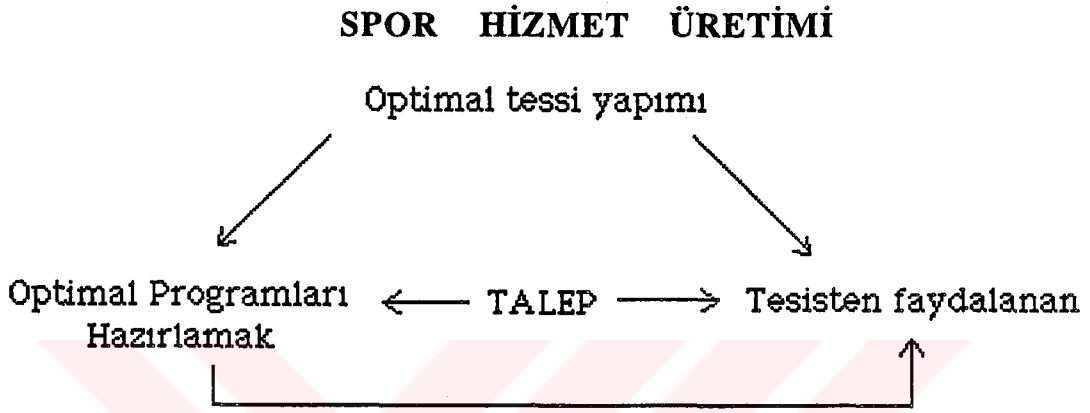 SPOR HİZMET ÜRETİMİ
Optimal tessi yapımı
Optimal Programları
Hazırlamak
TALEP
Tesisten faydalanan